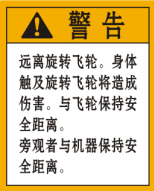 警告
远离旋转飞轮。身体
触及旋转飞轮将造成
伤害。与飞轮保持安
全距离。
旁观者与机器保持安
全距离。